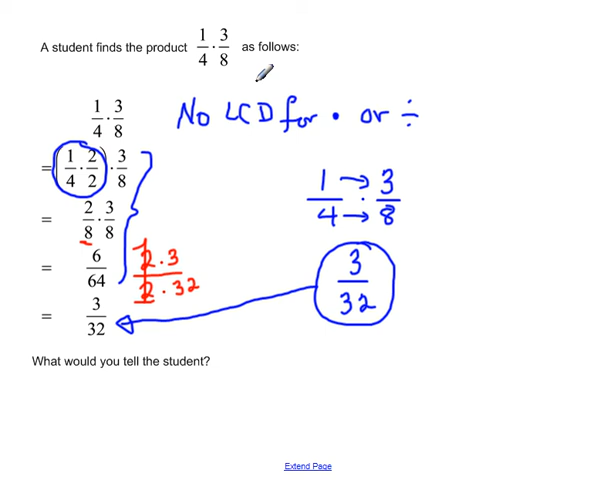 A student finds the product 1/4 · 3/8 as follows:
1/4 · 3/8
No LCD for · or ÷
= (1/4 · 2/2) · 3/8
1/4 · 3/8
= 2/8 · 3/8
= 6/64
2·3/2·32
3/32
= 3/32
What would you tell the student?
Extend Page